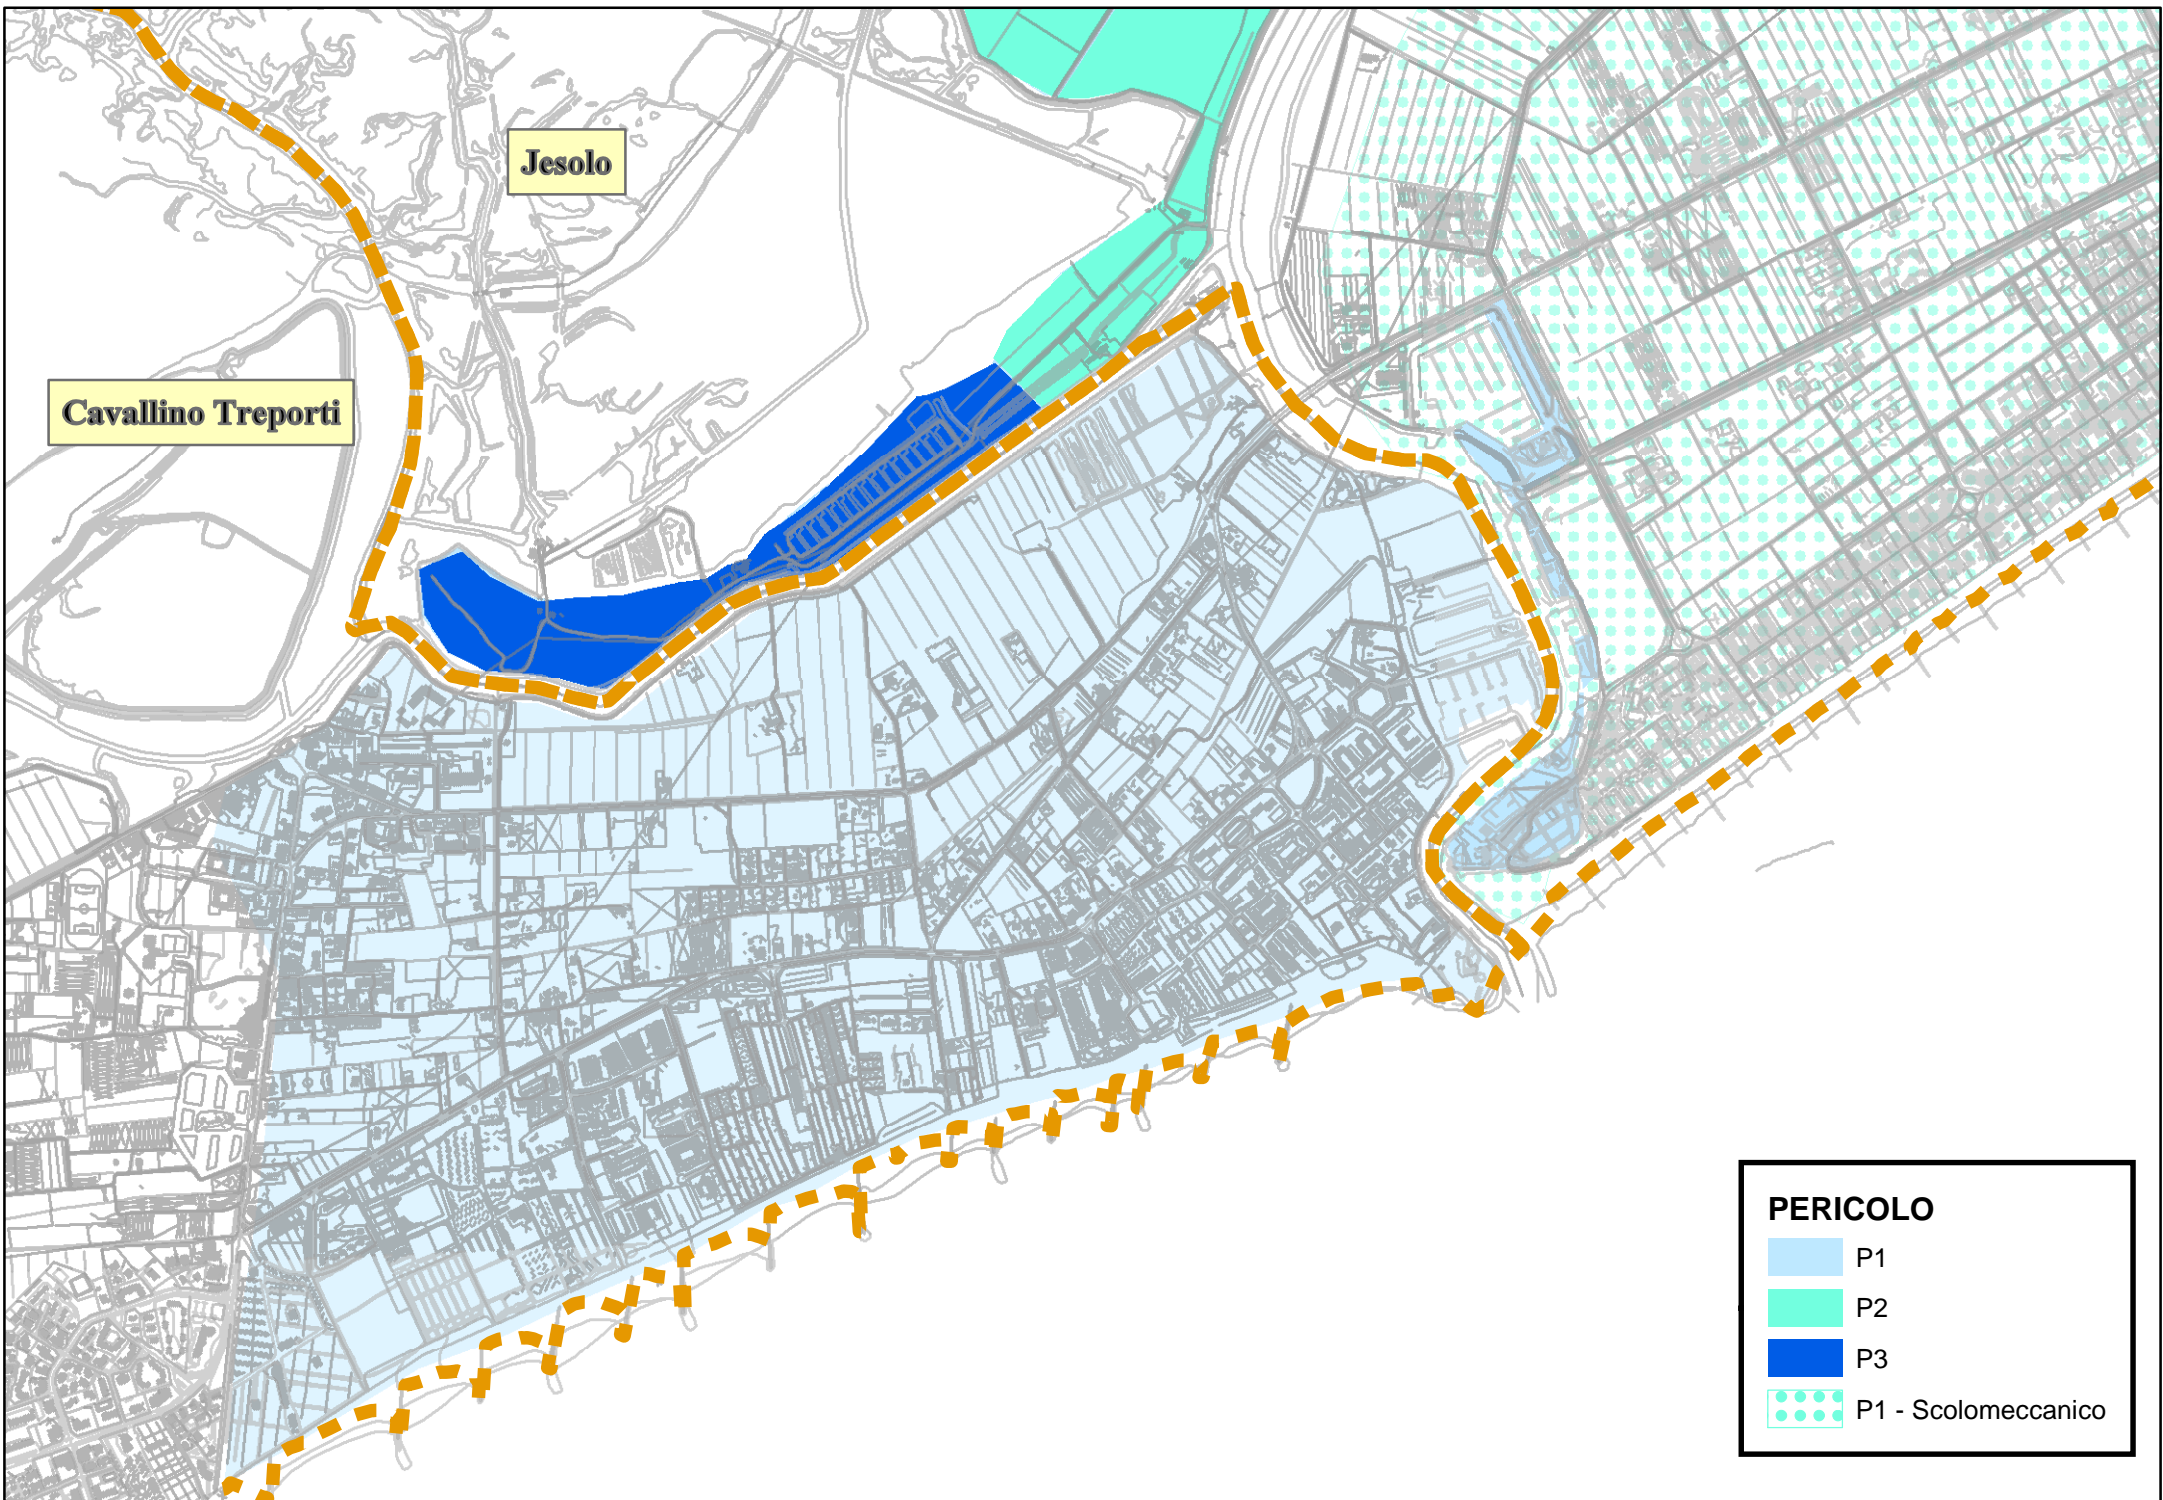 Jesolo
Cavallino Treporti
PERICOLO
P1
P2
P3
P1 - Scolomeccanico